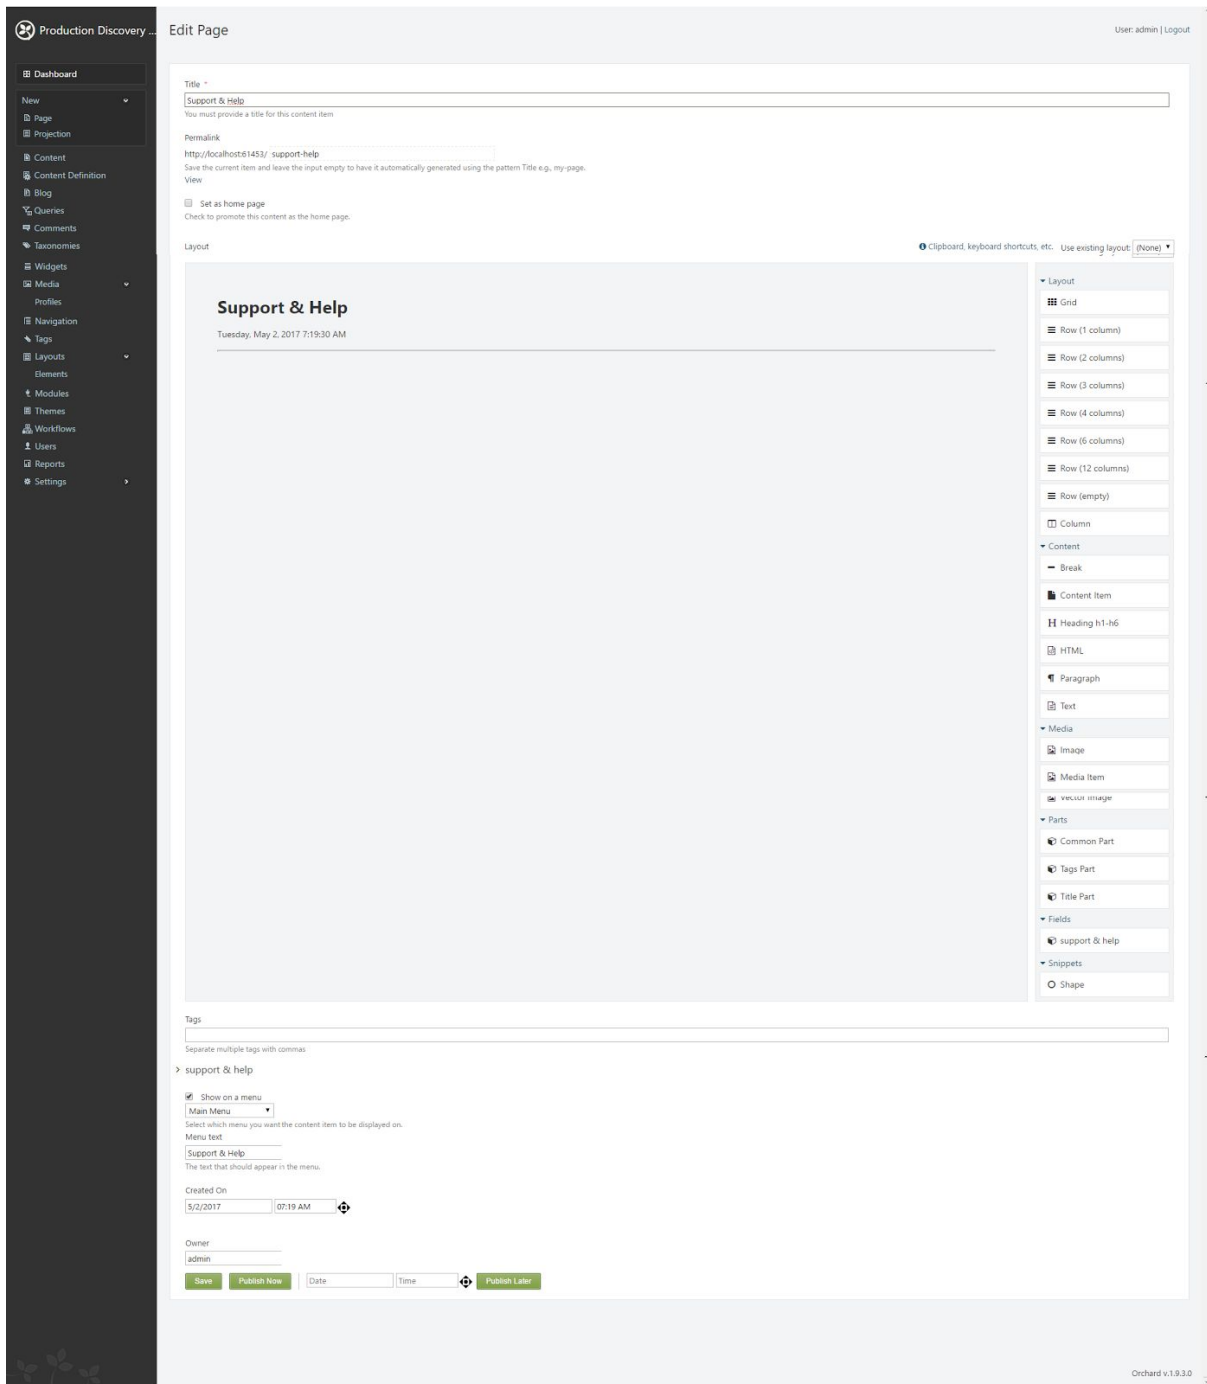 Production Discovery ...
Edit Page
User: admin | Logout
Dashboard
New
Page
Projection
Content
Content Definition
Blog
Queries
Comments
Taxonomies
Widgets
Media
Profiles
Navigation
Tags
Layouts
Elements
Modules
Themes
Workflows
Users
Reports
Settings
Title *
Support & Help
You must provide a title for this content item
Permalink
http://localhost:61453/ support-help
Save the current item and leave the input empty to have it automatically generated using the pattern Title e.g., my-page.
View
Set as home page
Check to promote this content as the home page.
Layout
Clipboard, keyboard shortcuts, etc. Use existing layout: (None)
Support & Help
Tuesday, May 2, 2017 7:19:30 AM
Layout
Grid
Row (1 column)
Row (2 columns)
Row (3 columns)
Row (4 columns)
Row (6 columns)
Row (12 columns)
Row (empty)
Column
Content
Break
Content Item
H Heading h1-h6
HTML
Paragraph
Text
Media
Image
Media Item
Vector Image
Parts
Common Part
Tags Part
Title Part
Fields
support & help
Snippets
Shape
Tags
Separate multiple tags with commas
support & help
Show on a menu
Main Menu
Select which menu you want the content item to be displayed on.
Menu text
Support & Help
The text that should appear in the menu.
Created On
5/2/2017 07:19 AM
Owner
admin
Save Publish Now Date Time Publish Later
Orchard v.1.9.3.0